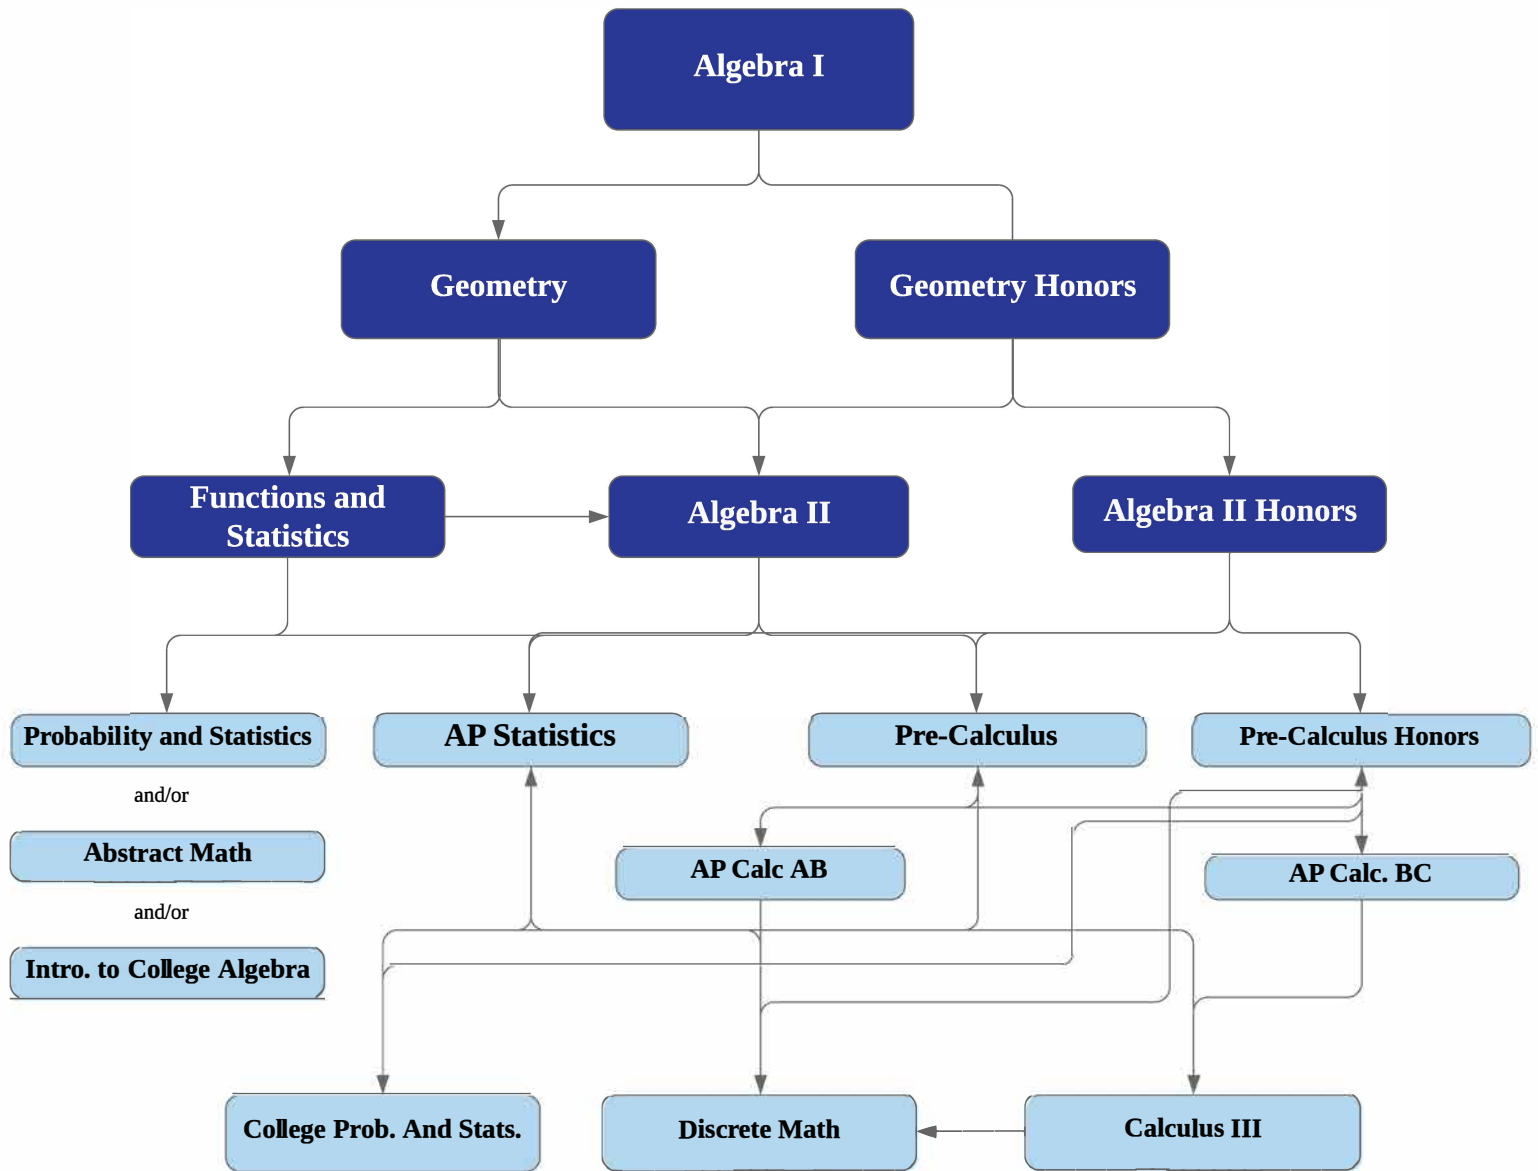 Algebra I
Geometry
Geometry Honors
Functions and
Statistics
Algebra II
Algebra II Honors
Probability and Statistics
AP Statistics
Pre-Calculus
Pre-Calculus Honors
and/or
Abstract Math
AP Calc AB
AP Calc. BC
and/or
Intro. to College Algebra
College Prob. And Stats.
Discrete Math
Calculus III